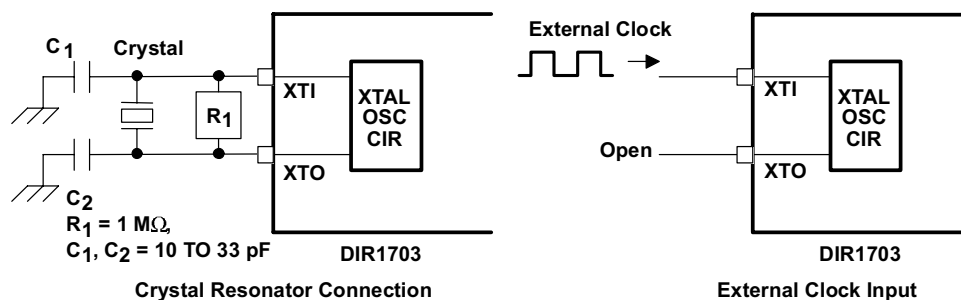 C1
Crystal
R1
XTI
XTO
XTAL
OSC
CIR
C2
R1 = 1 MΩ,
C1, C2 = 10 TO 33 pF
DIR1703
Crystal Resonator Connection
External Clock
Open
XTI
XTO
XTAL
OSC
CIR
DIR1703
External Clock Input